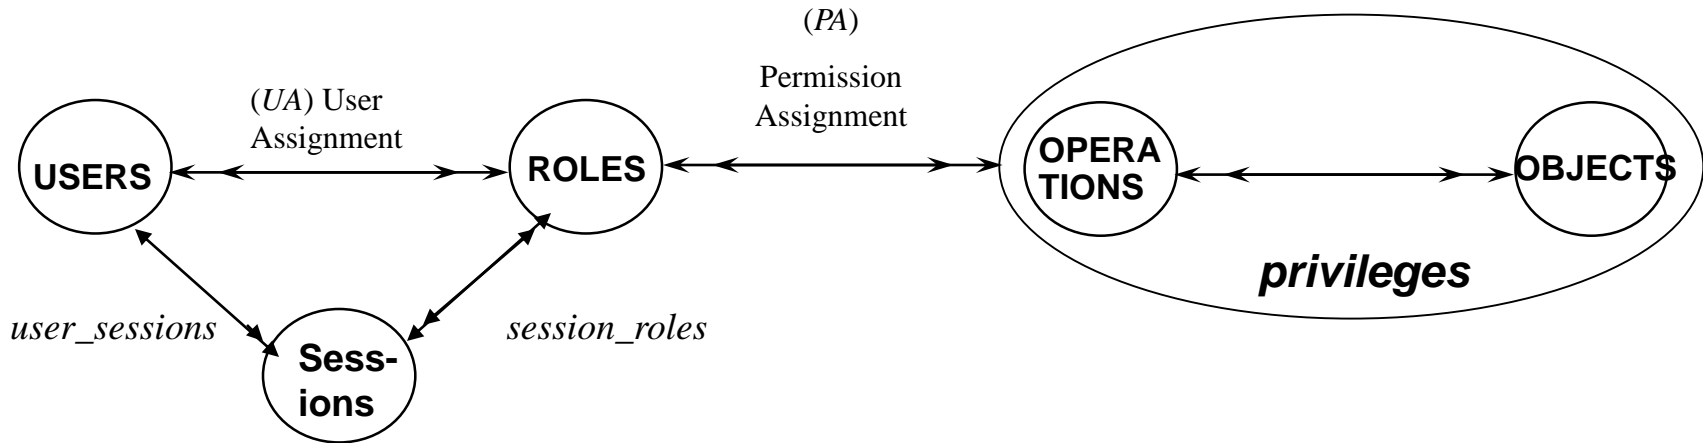 (PA)
Permission
Assignment
(UA) User
Assignment
USERS
ROLES
OPERA
TIONS
OBJECTS
privileges
user_sessions
session_roles
Sess-
ions